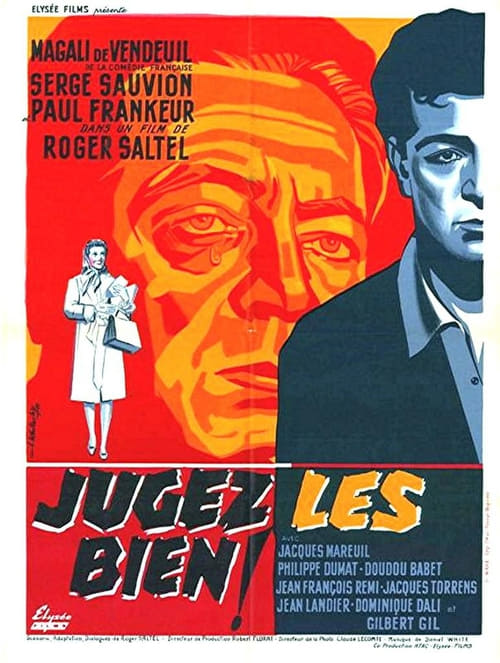 ELYSÉE FILMS présente
MAGALI DE VENDEUIL
DE LA COMÉDIE FRANÇAISE
SERGE SAUVION
PAUL FRANKEUR
DANS UN FILM DE
ROGER SALTEL
JUGEZ LES
BIEN!
AVEC
JACQUES MAREUIL
PHILIPPE DUMAT - DOUDOU BABET
JEAN FRANÇOIS REMI - JACQUES TORRENS
JEAN LANDIER - DOMINIQUE DALI et
GILBERT GIL
Elysée
Scénario, Adaptation, Dialogues de Roger SALTEL - Directeur de Production Robert FLORAT - Directeur de la Photo Claude LECOMTE - Musique de Daniel WHITE
Co Production ATAC - Elysée FILMS